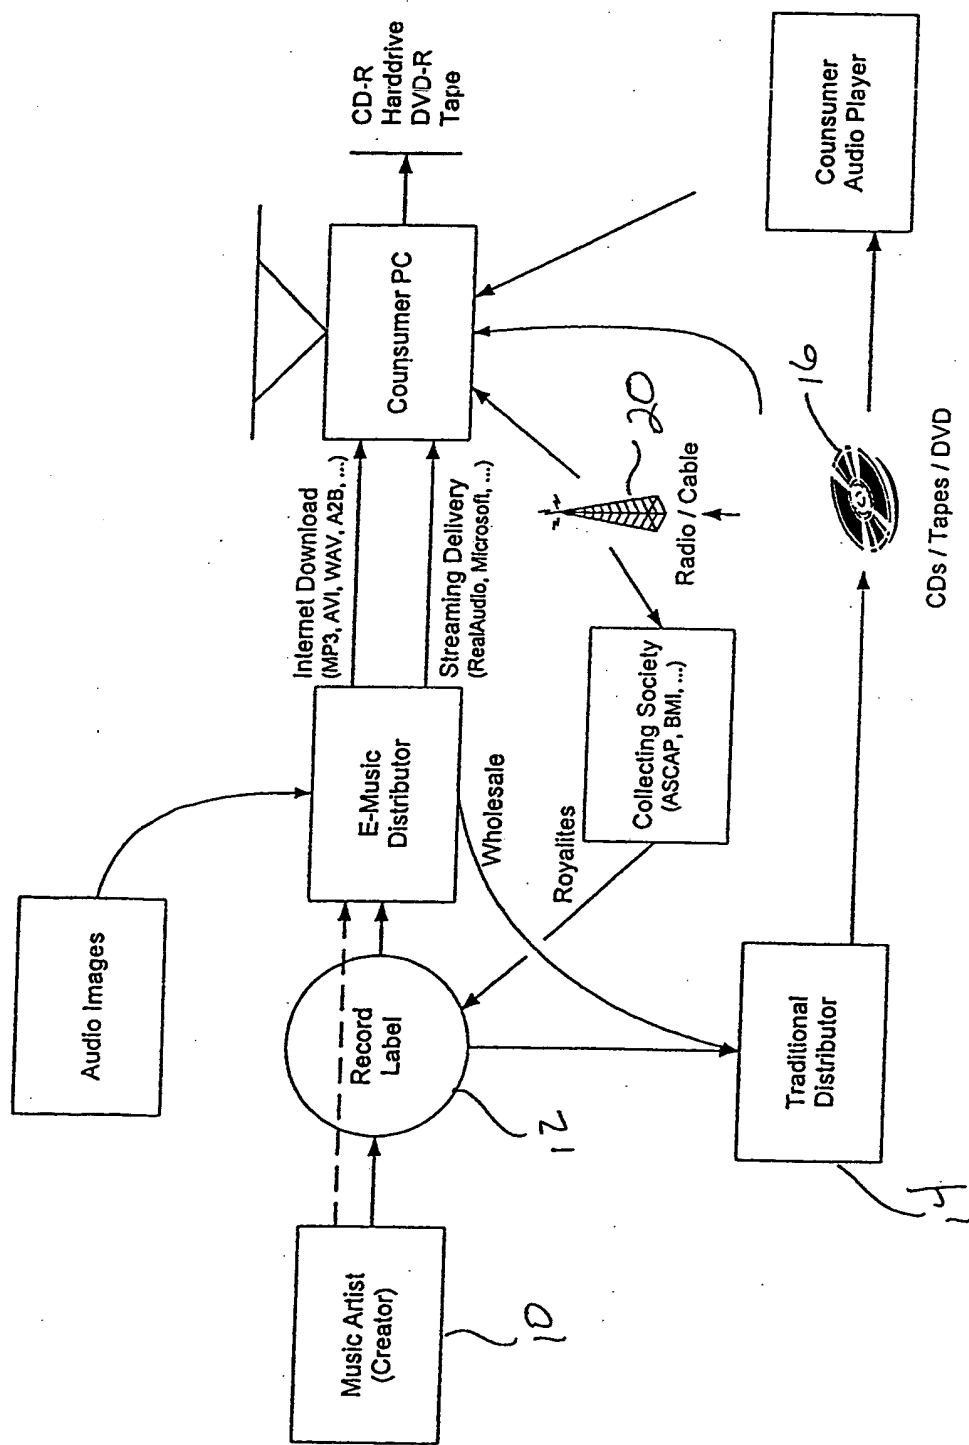 Audio Images
Music Artist
(Creator)
10
Record
Label
12
E-Music
Distributor
Internet Download
(MP3, AVI, WAV, A2B, ...)
Streaming Delivery
(RealAudio, Microsoft, ...)
Counsumer PC
CD-R
Harddrive
DVD-R
Tape
Wholesale
Royalites
Collecting Society
(ASCAP, BMI, ...)
Radio / Cable
20
Traditional
Distributor
14
16
CDs / Tapes / DVD
Counsumer
Audio Player